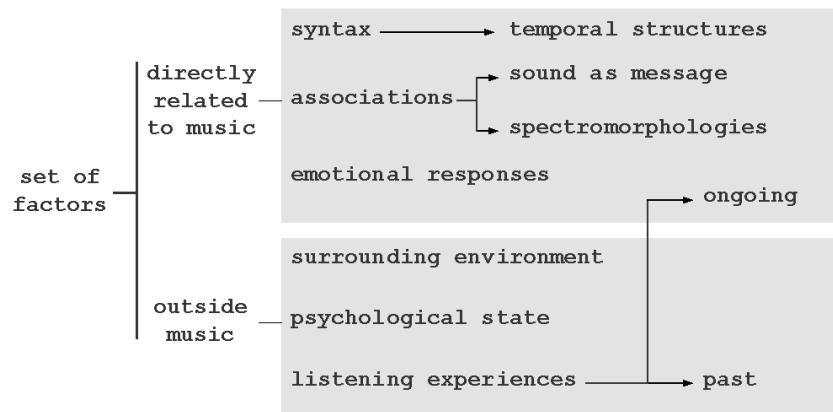 syntax
temporal structures
directly
related
to music
associations
sound as message
spectromorphologies
emotional responses
set of
factors
ongoing
surrounding environment
outside
music
psychological state
listening experiences
past